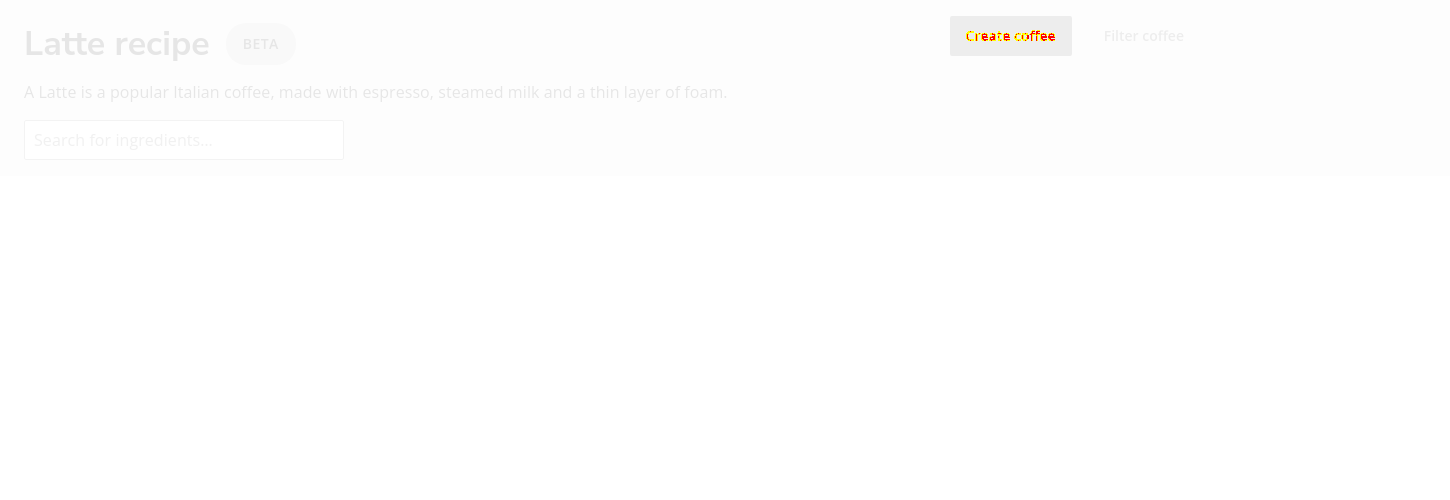 Latte recipe BETA
Create coffee
Filter coffee
A Latte is a popular Italian coffee, made with espresso, steamed milk and a thin layer of foam.
Search for ingredients...